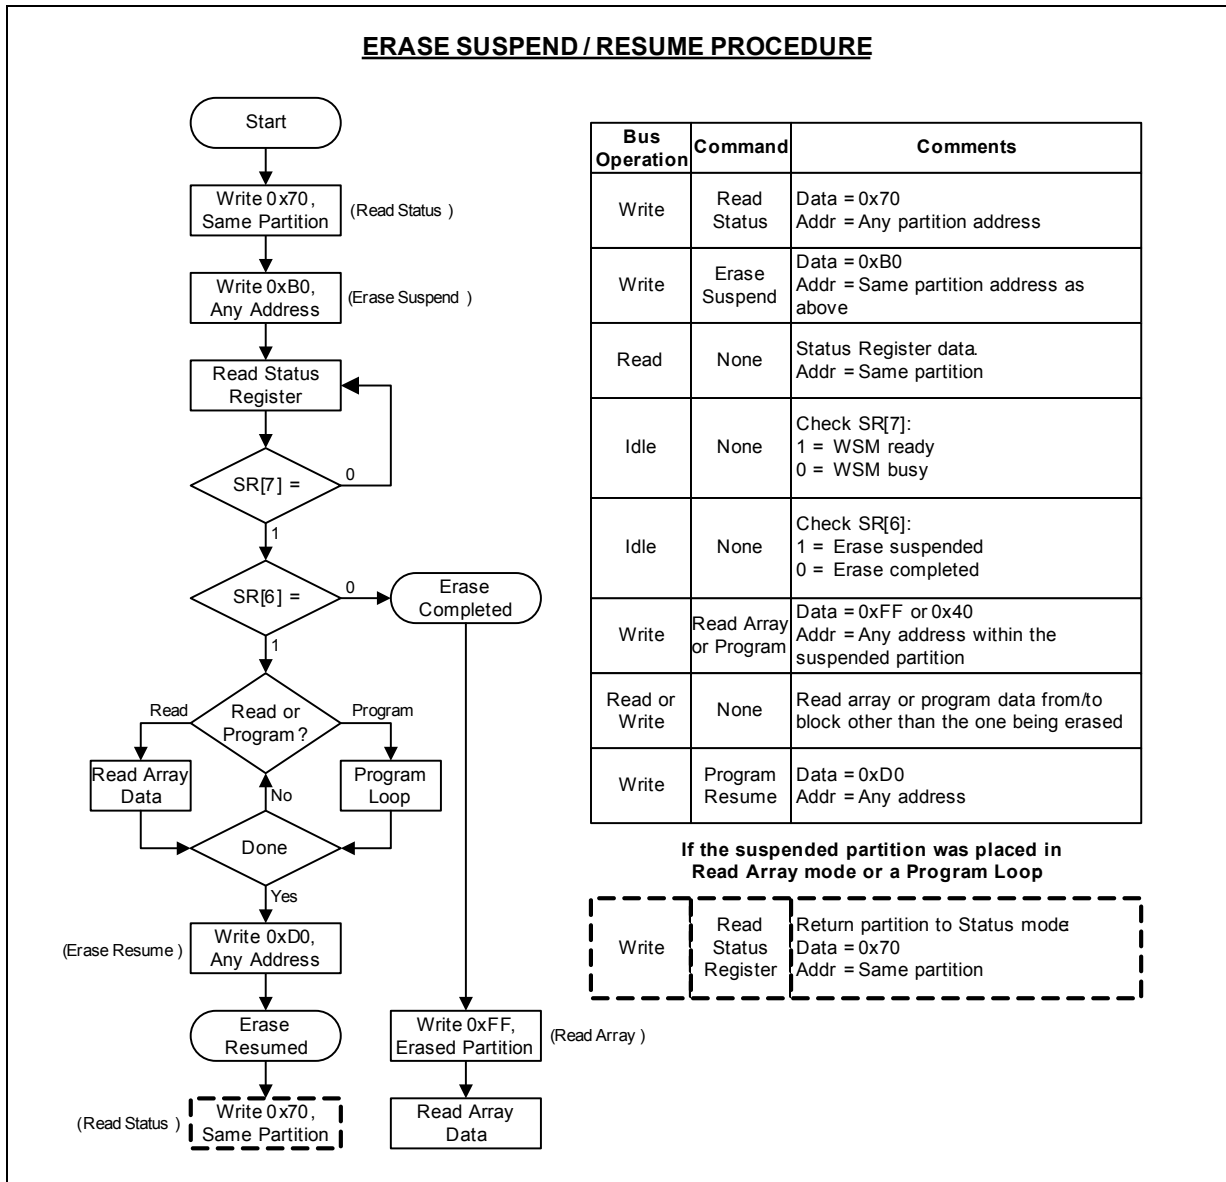 ERASE SUSPEND / RESUME PROCEDURE
Start
Write 0x70,
Same Partition
(Read Status )
Write 0xB0,
Any Address
(Erase Suspend )
Read Status
Register
SR[7] =
0
1
SR[6] =
0
Erase
Completed
1
Read or
Program?
Read
Program
Read Array
Data
Program
Loop
No
Done
Yes
(Erase Resume )
Write 0xD0,
Any Address
Erase
Resumed
(Read Status )
Write 0x70,
Same Partition
Write 0xFF,
Erased Partition
(Read Array )
Read Array
Data
Bus
Operation
Command
Comments
Write
Read
Status
Data = 0x70
Addr = Any partition address
Write
Erase
Suspend
Data = 0xB0
Addr = Same partition address as
above
Read
None
Status Register data.
Addr = Same partition
Idle
None
Check SR[7]:
1 = WSM ready
0 = WSM busy
Idle
None
Check SR[6]:
1 = Erase suspended
0 = Erase completed
Write
Read Array
or Program
Data = 0xFF or 0x40
Addr = Any address within the
suspended partition
Read or
Write
None
Read array or program data from/to
block other than the one being erased
Write
Program
Resume
Data = 0xD0
Addr = Any address
If the suspended partition was placed in
Read Array mode or a Program Loop
Write
Read
Status
Register
Return partition to Status mode:
Data = 0x70
Addr = Same partition